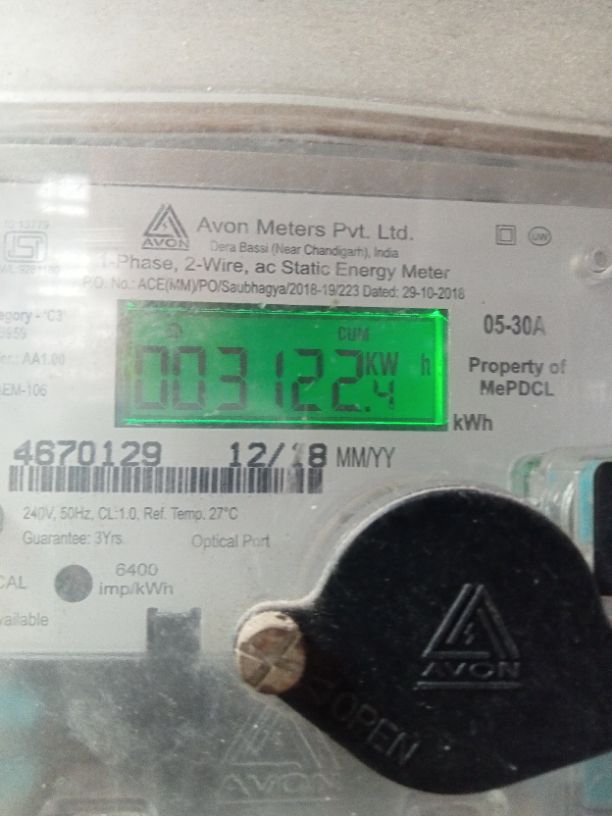 AVON
Avon Meters Pvt. Ltd.
Dera Bassi (Near Chandigarh), India
1-Phase, 2-Wire, ac Static Energy Meter
P.O. No.: ACE(MM)/PO/Saubhagya/2018-19/223 Dated: 29-10-2018
UW
CUM
003122.4 KW h
kWh
05-30A
Property of
MePDCL
4670129 12/18 MM/YY
240V, 50Hz, CL:1.0, Ref. Temp. 27°C
Guarantee: 3Yrs. Optical Port
6400
imp/kWh
AVON
OPEN
AVON